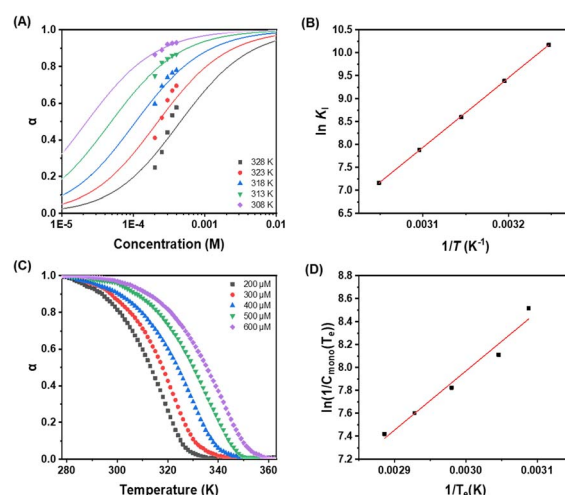 (A)
α
1.0
0.8
0.6
0.4
0.2
0.0
328 K
323 K
318 K
313 K
308 K
1E-5
1E-4
0.001
0.01
Concentration (M)
(B)
ln Kᵢ
10.5
10.0
9.5
9.0
8.5
8.0
7.5
7.0
0.0031
0.0032
1/T (K⁻¹)
(C)
α
1.0
0.8
0.6
0.4
0.2
0.0
200 µM
300 µM
400 µM
500 µM
600 µM
280
300
320
340
360
Temperature (K)
(D)
ln(1/Cmono(Te))
8.8
8.6
8.4
8.2
8.0
7.8
7.6
7.4
7.2
0.0029
0.0030
0.0031
1/Te(K)